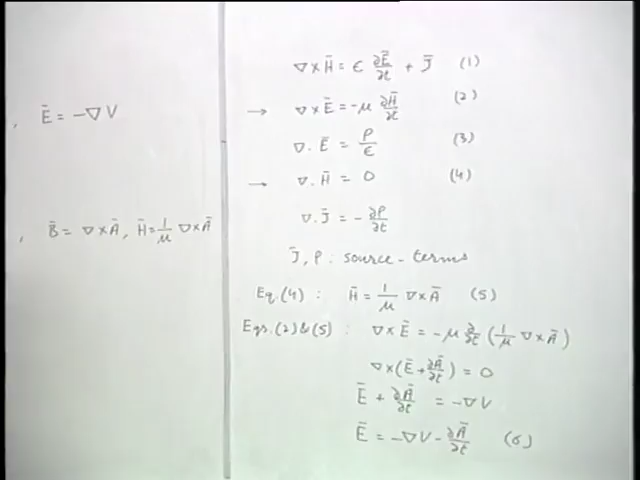 , Ē = −∇V
, B̄ = ∇×Ā, H̄ = 1/μ ∇×Ā
∇×H̄ = ϵ ∂Ē/∂t + J̄ (1)
→ ∇×Ē = −μ ∂H̄/∂t (2)
∇. Ē = ρ/ϵ (3)
→ ∇. H̄ = 0 (4)
∇. J̄ = − ∂ρ/∂t
J̄, ρ : source-terms
Eq.(4) : H̄ = 1/μ ∇×Ā (5)
Eqs.(2)&(5) : ∇×Ē = −μ ∂/∂t (1/μ ∇×Ā)
∇×(Ē + ∂Ā/∂t) = 0
Ē + ∂Ā/∂t = −∇V
Ē = −∇V − ∂Ā/∂t (6)